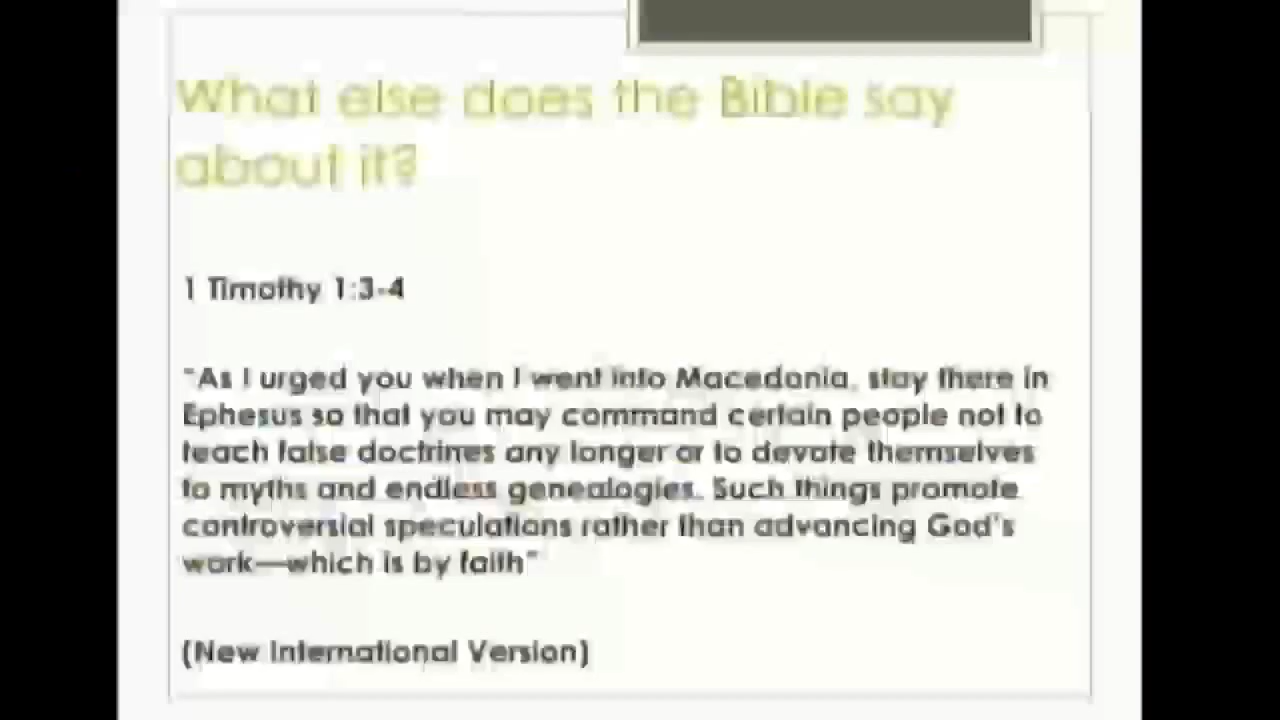 What else does the Bible say
about it?
1 Timothy 1:3-4
"As I urged you when I went into Macedonia, stay there in
Ephesus so that you may command certain people not to
teach false doctrines any longer or to devote themselves
to myths and endless genealogies. Such things promote
controversial speculations rather than advancing God's
work—which is by faith"
(New International Version)